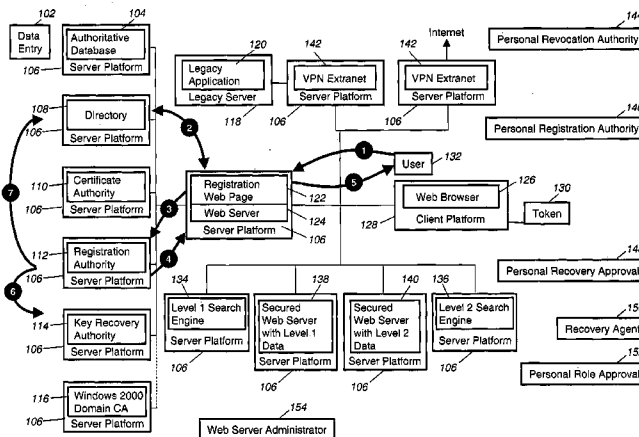 102
Data
Entry
104
Authoritative
Database
106
Server Platform
108
Directory
106
Server Platform
110
Certificate
Authority
106
Server Platform
112
Registration
Authority
106
Server Platform
114
Key Recovery
Authority
106
Server Platform
116
Windows 2000
Domain CA
106
Server Platform
120
Legacy
Application
Legacy Server
118
142
VPN Extranet
Server Platform
106
Internet
142
VPN Extranet
Server Platform
106
Personal Revocation Authority
Personal Registration Authority
1
2
3
4
5
6
7
User
132
Registration
Web Page
122
Web Server
124
Server Platform
106
126
Web Browser
128
Client Platform
130
Token
134
Level 1 Search
Engine
Server Platform
106
138
Secured
Web Server
with Level 1
Data
Server Platform
106
140
Secured
Web Server
with Level 2
Data
Server Platform
106
136
Level 2 Search
Engine
Server Platform
106
Personal Recovery Approval
Recovery Agent
Personal Role Approval
154
Web Server Administrator